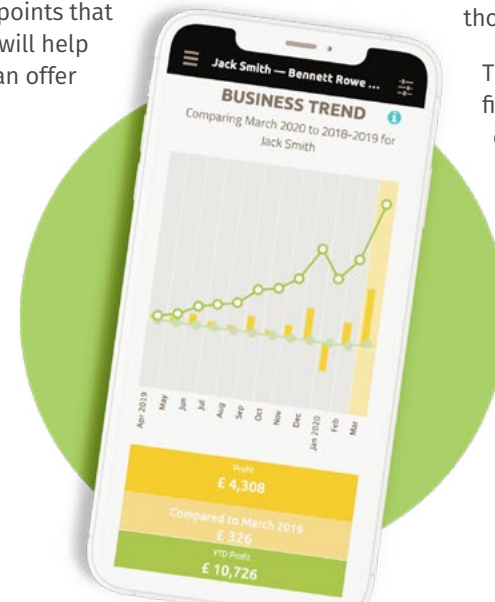 points that
will help
an offer
tho
T
fi
Jack Smith — Bennett Rowe ...
BUSINESS TREND
Comparing March 2020 to 2018-2019 for
Jack Smith
Apr 2019
May
Jun
Jul
Aug
Sep
Oct
Nov
Dec
Jan 2020
Feb
Mar
Profit
£ 4,308
Compared to March 2019
£ 326
YTD Profit
£ 10,726